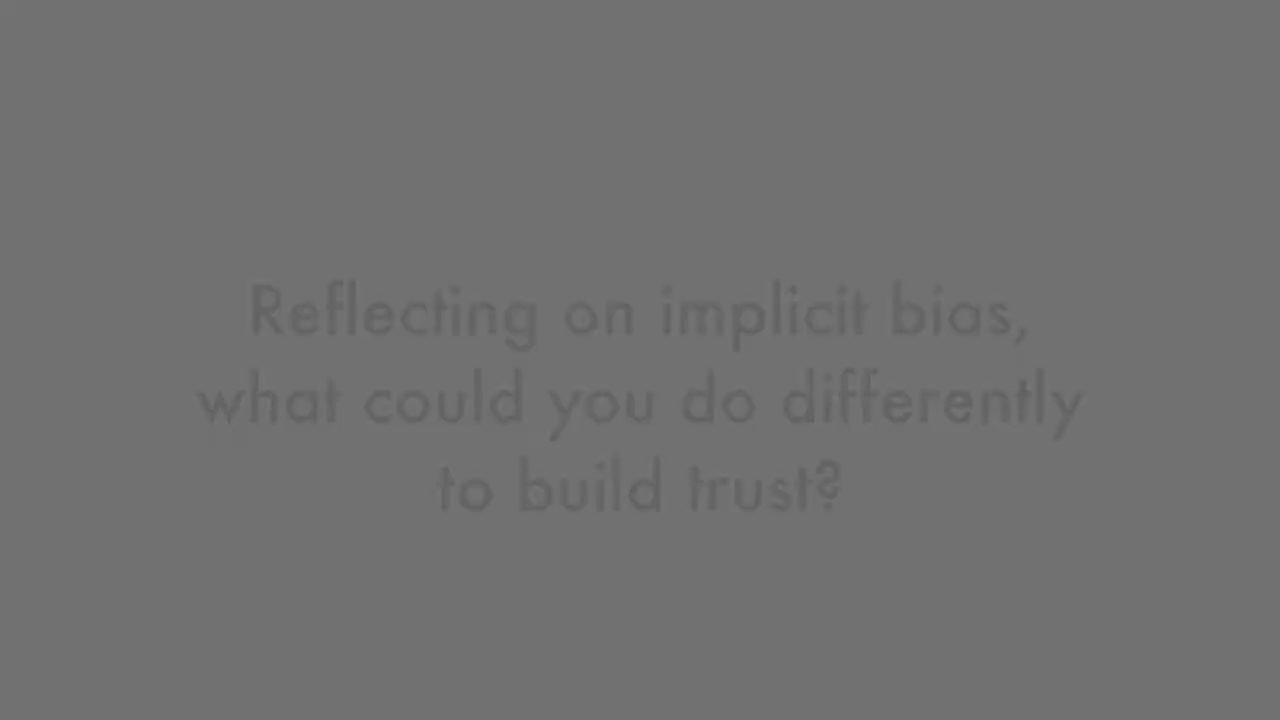 Reflecting on implicit bias,
what could you do differently
to build trust?